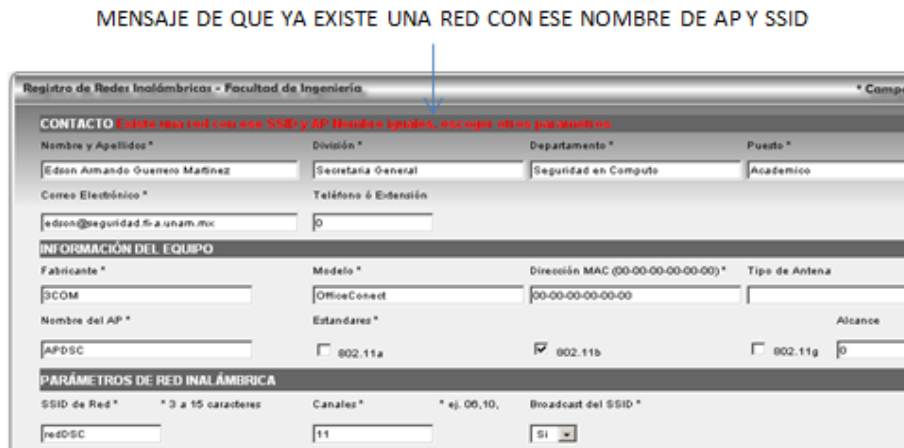 MENSAJE DE QUE YA EXISTE UNA RED CON ESE NOMBRE DE AP Y SSID
Registro de Redes Inalámbricas - Facultad de Ingeniería * Campo
CONTACTO Existe una red con ese SSID y AP Nombre iguales, escoger otros parametros
Nombre y Apellidos * División * Departamento * Puesto *
Edson Armando Guerrero Martinez Secretaria General Seguridad en Computo Academico
Correo Electrónico * Teléfono ó Extensión
edson@seguridad.fi-a.unam.mx 0
INFORMACIÓN DEL EQUIPO
Fabricante * Modelo * Dirección MAC (00-00-00-00-00-00) * Tipo de Antena
3COM OfficeConect 00-00-00-00-00-00
Nombre del AP * Estandares * Alcance
APDSC 802.11a 802.11b 802.11g 0
PARÁMETROS DE RED INALÁMBRICA
SSID de Red * * 3 a 15 caracteres Canales * * ej. 06,10, Broadcast del SSID *
redDSC 11 Si